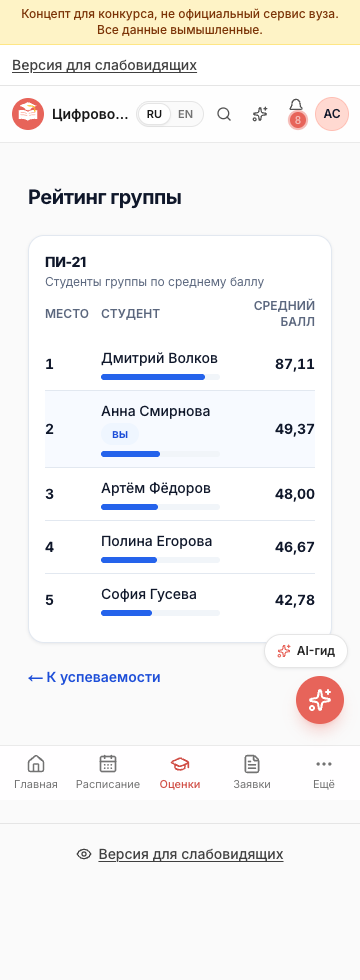 Концепт для конкурса, не официальный сервис вуза.
Все данные вымышленные.
Версия для слабовидящих
Цифрово...
RU EN
8
АС
Рейтинг группы
ПИ-21
Студенты группы по среднему баллу
МЕСТО СТУДЕНТ СРЕДНИЙ БАЛЛ
1 Дмитрий Волков 87,11
2 Анна Смирнова вы 49,37
3 Артём Фёдоров 48,00
4 Полина Егорова 46,67
5 София Гусева 42,78
AI-гид
← К успеваемости
Главная Расписание Оценки Заявки Ещё
Версия для слабовидящих